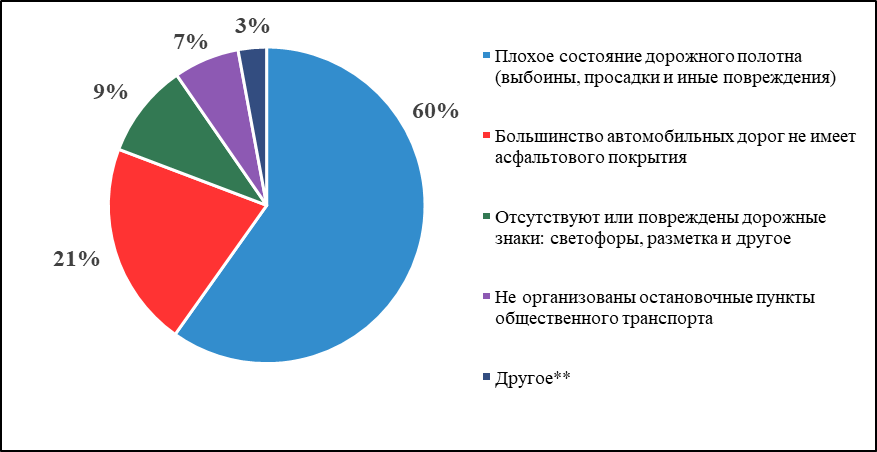 3%
7%
9%
60%
21%
Плохое состояние дорожного полотна
(выбоины, просадки и иные повреждения)
Большинство автомобильных дорог не имеет
асфальтового покрытия
Отсутствуют или повреждены дорожные
знаки: светофоры, разметка и другое
Не организованы остановочные пункты
общественного транспорта
Другое**